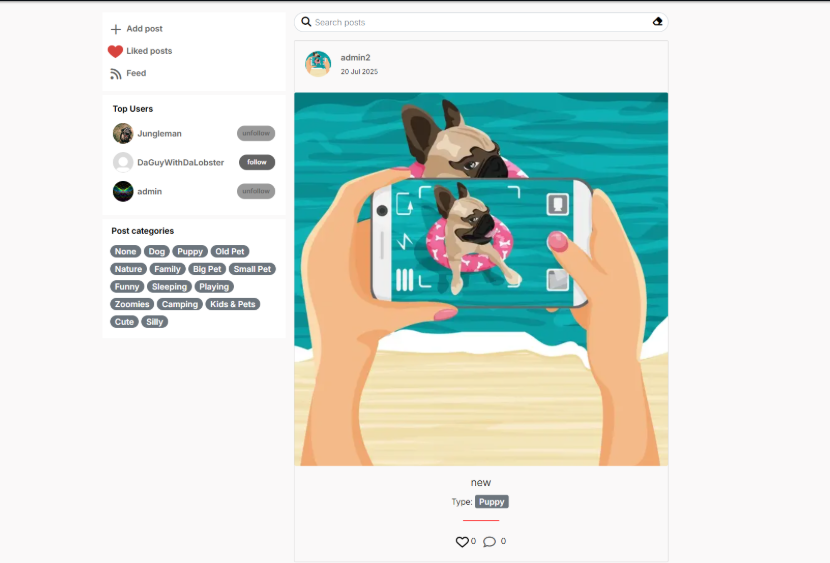 Add post
Liked posts
Feed
Top Users
Jungleman unfollow
DaGuyWithDaLobster follow
admin unfollow
Post categories
None Dog Puppy Old Pet
Nature Family Big Pet Small Pet
Funny Sleeping Playing
Zoomies Camping Kids & Pets
Cute Silly
Search posts
admin2
20 Jul 2025
new
Type: Puppy
0 0